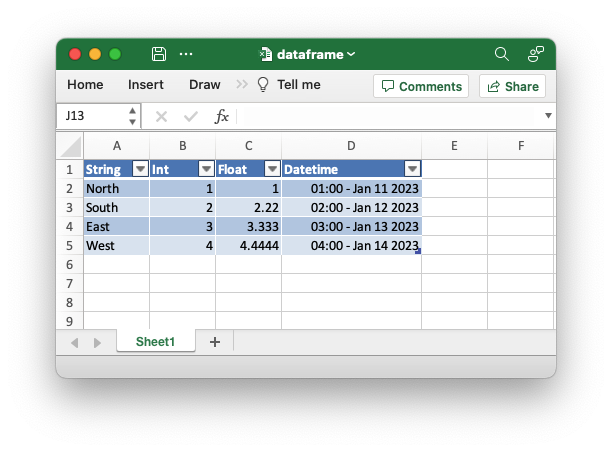 dataframe
Home Insert Draw Tell me Comments Share
J13 fx
A B C D E F
1 String Int Float Datetime
2 North 1 1 01:00 - Jan 11 2023
3 South 2 2.22 02:00 - Jan 12 2023
4 East 3 3.333 03:00 - Jan 13 2023
5 West 4 4.4444 04:00 - Jan 14 2023
6
7
8
9
Sheet1 +